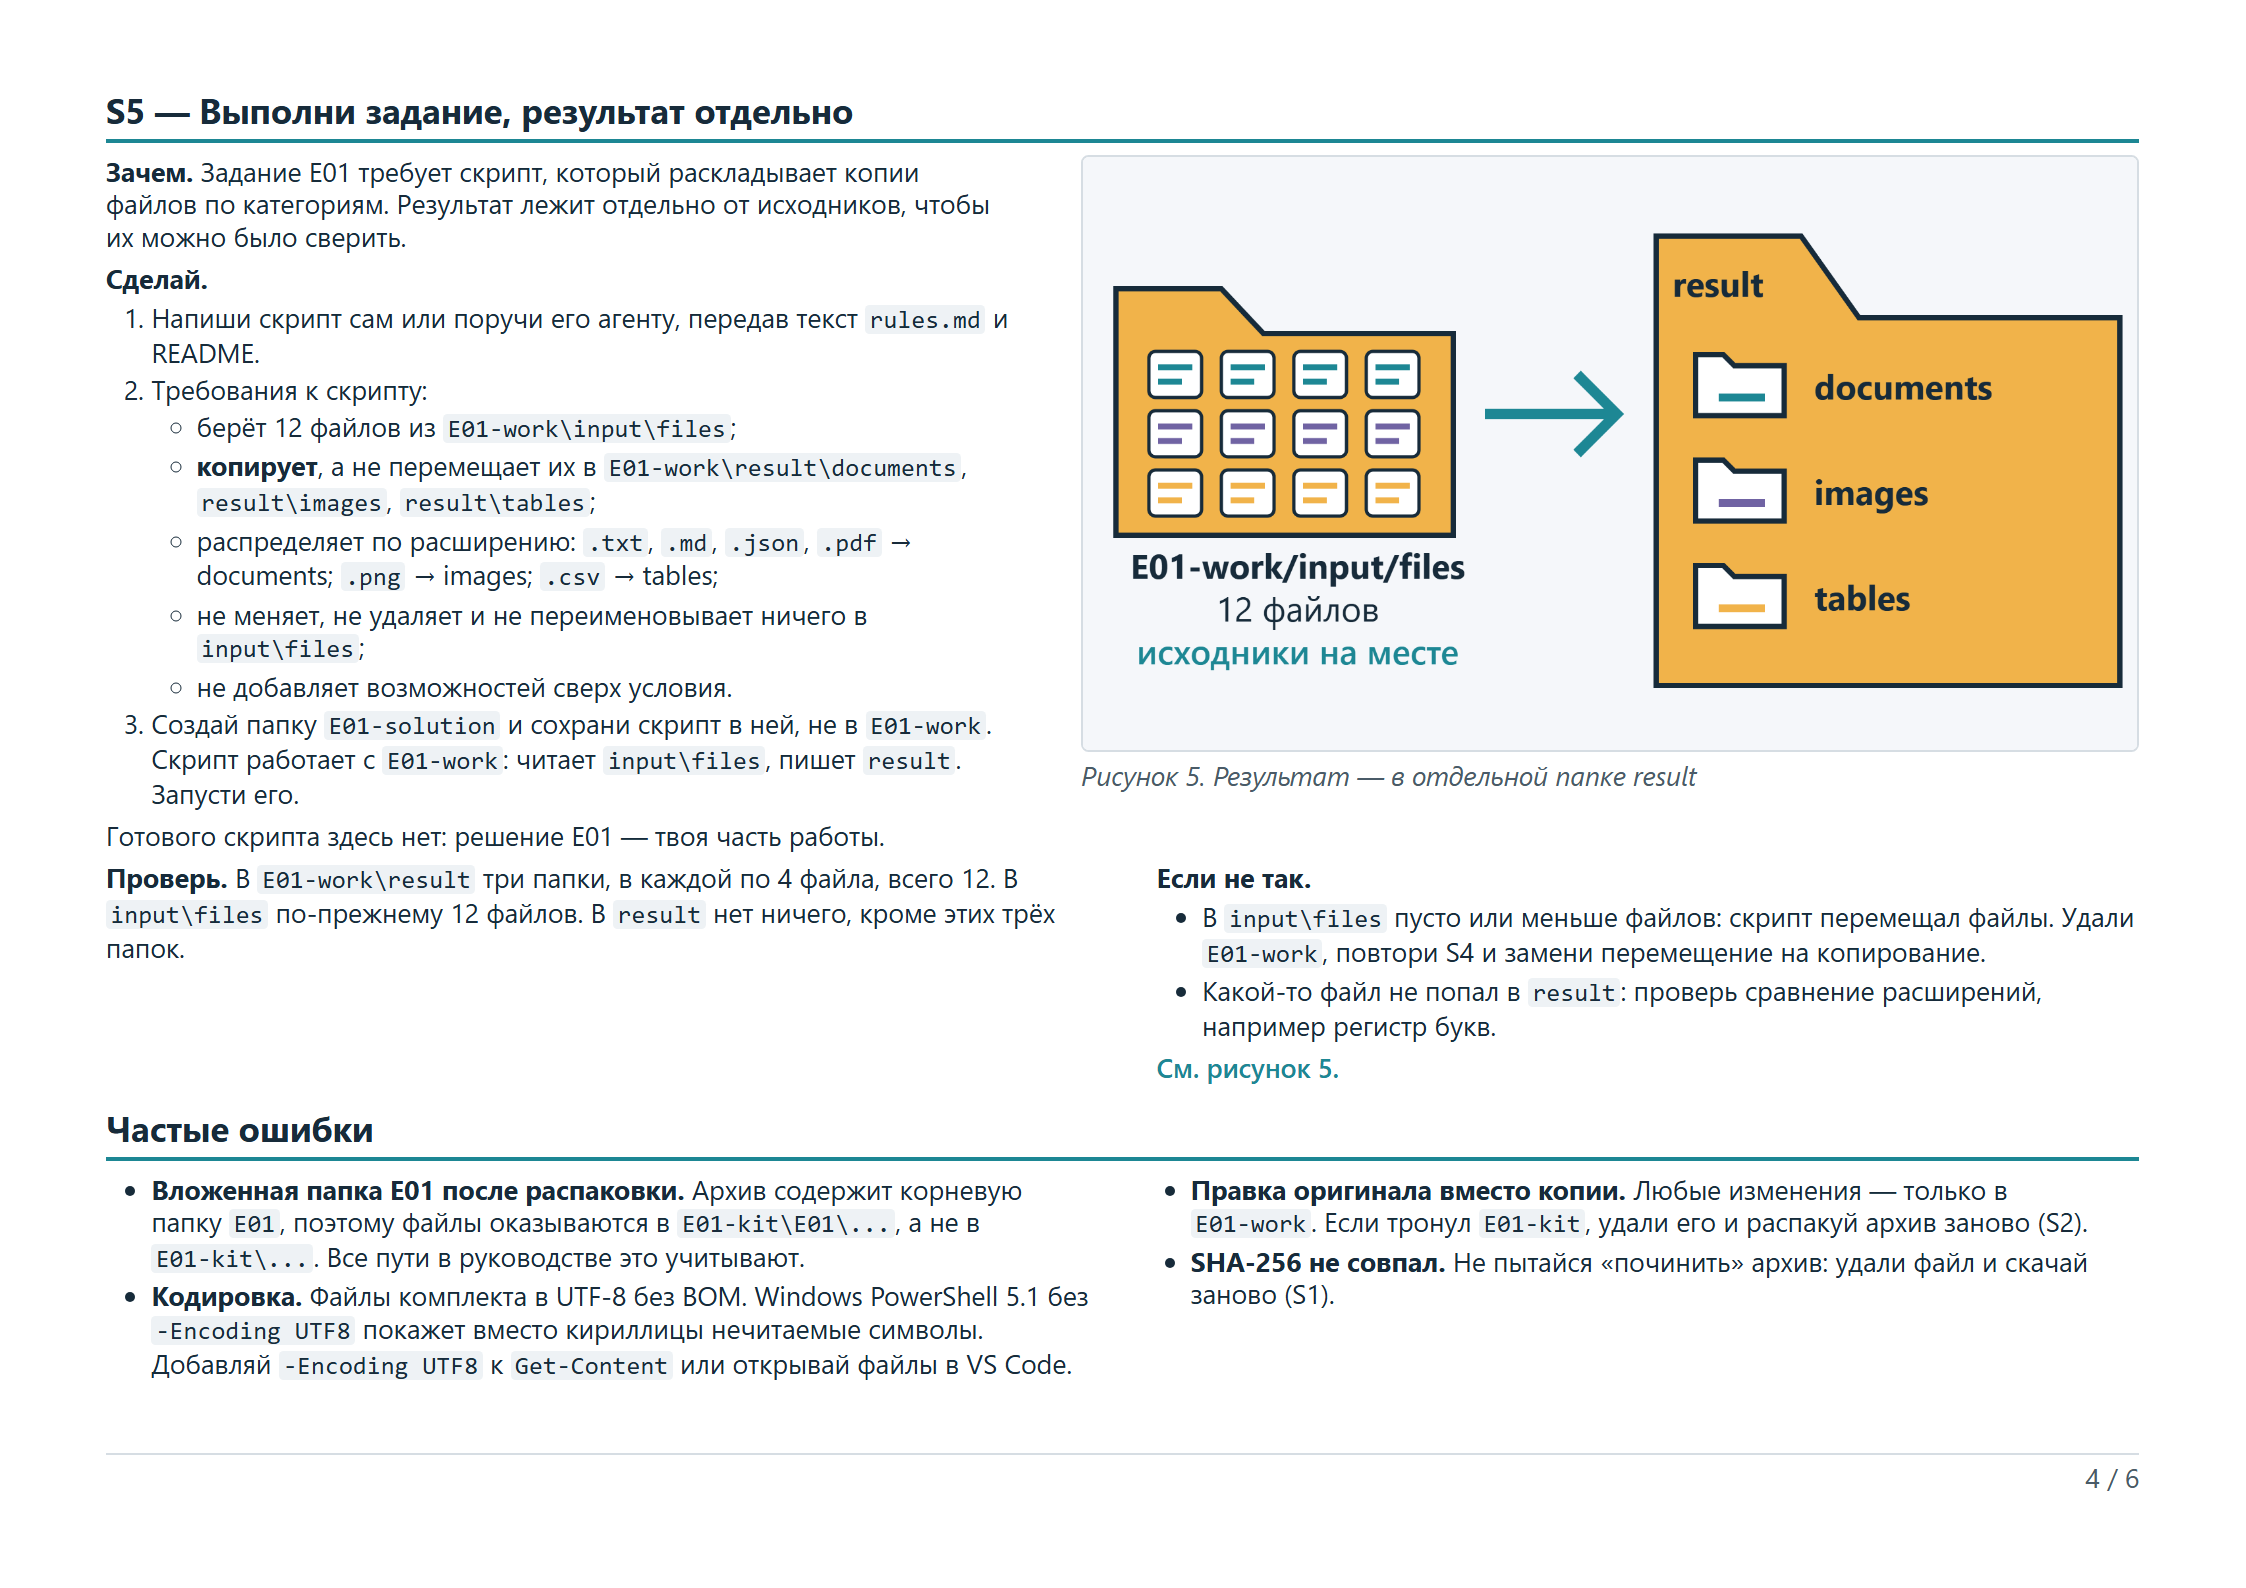 S5 — Выполни задание, результат отдельно
Зачем. Задание E01 требует скрипт, который раскладывает копии
файлов по категориям. Результат лежит отдельно от исходников, чтобы
их можно было сверить.
Сделай.
1. Напиши скрипт сам или поручи его агенту, передав текст rules.md и
README.
2. Требования к скрипту:
○ берёт 12 файлов из E01-work\input\files;
○ копирует, а не перемещает их в E01-work\result\documents,
result\images, result\tables;
○ распределяет по расширению: .txt, .md, .json, .pdf →
documents; .png → images; .csv → tables;
○ не меняет, не удаляет и не переименовывает ничего в
input\files;
○ не добавляет возможностей сверх условия.
3. Создай папку E01-solution и сохрани скрипт в ней, не в E01-work.
Скрипт работает с E01-work: читает input\files, пишет result.
Запусти его.
Готового скрипта здесь нет: решение E01 — твоя часть работы.
E01-work/input/files
12 файлов
исходники на месте
result
documents
images
tables
Рисунок 5. Результат — в отдельной папке result
Проверь. В E01-work\result три папки, в каждой по 4 файла, всего 12. В
input\files по-прежнему 12 файлов. В result нет ничего, кроме этих трёх
папок.
Если не так.
• В input\files пусто или меньше файлов: скрипт перемещал файлы. Удали
E01-work, повтори S4 и замени перемещение на копирование.
• Какой-то файл не попал в result: проверь сравнение расширений,
например регистр букв.
См. рисунок 5.
Частые ошибки
• Вложенная папка E01 после распаковки. Архив содержит корневую
папку E01, поэтому файлы оказываются в E01-kit\E01\..., а не в
E01-kit\.... Все пути в руководстве это учитывают.
• Кодировка. Файлы комплекта в UTF-8 без BOM. Windows PowerShell 5.1 без
-Encoding UTF8 покажет вместо кириллицы нечитаемые символы.
Добавляй -Encoding UTF8 к Get-Content или открывай файлы в VS Code.
• Правка оригинала вместо копии. Любые изменения — только в
E01-work. Если тронул E01-kit, удали его и распакуй архив заново (S2).
• SHA-256 не совпал. Не пытайся «починить» архив: удали файл и скачай
заново (S1).
4 / 6